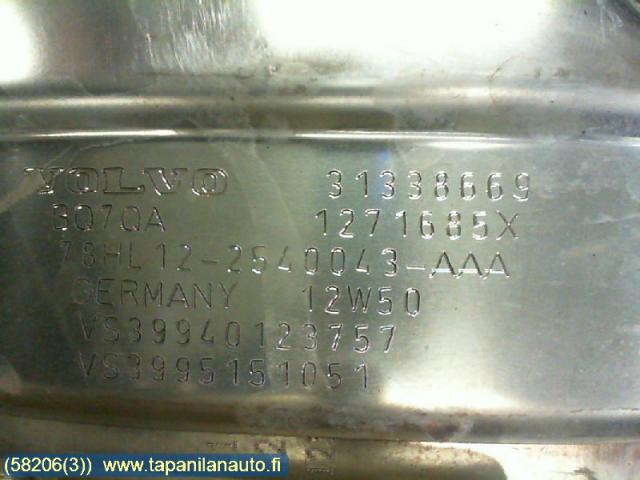 VOLVO 31338669
BQ7QA 1271685X
78HL12-2540043-AAA
GERMANY 12W50
VS39940123757
VS3995151051
(58206(3)) www.tapanilanauto.fi